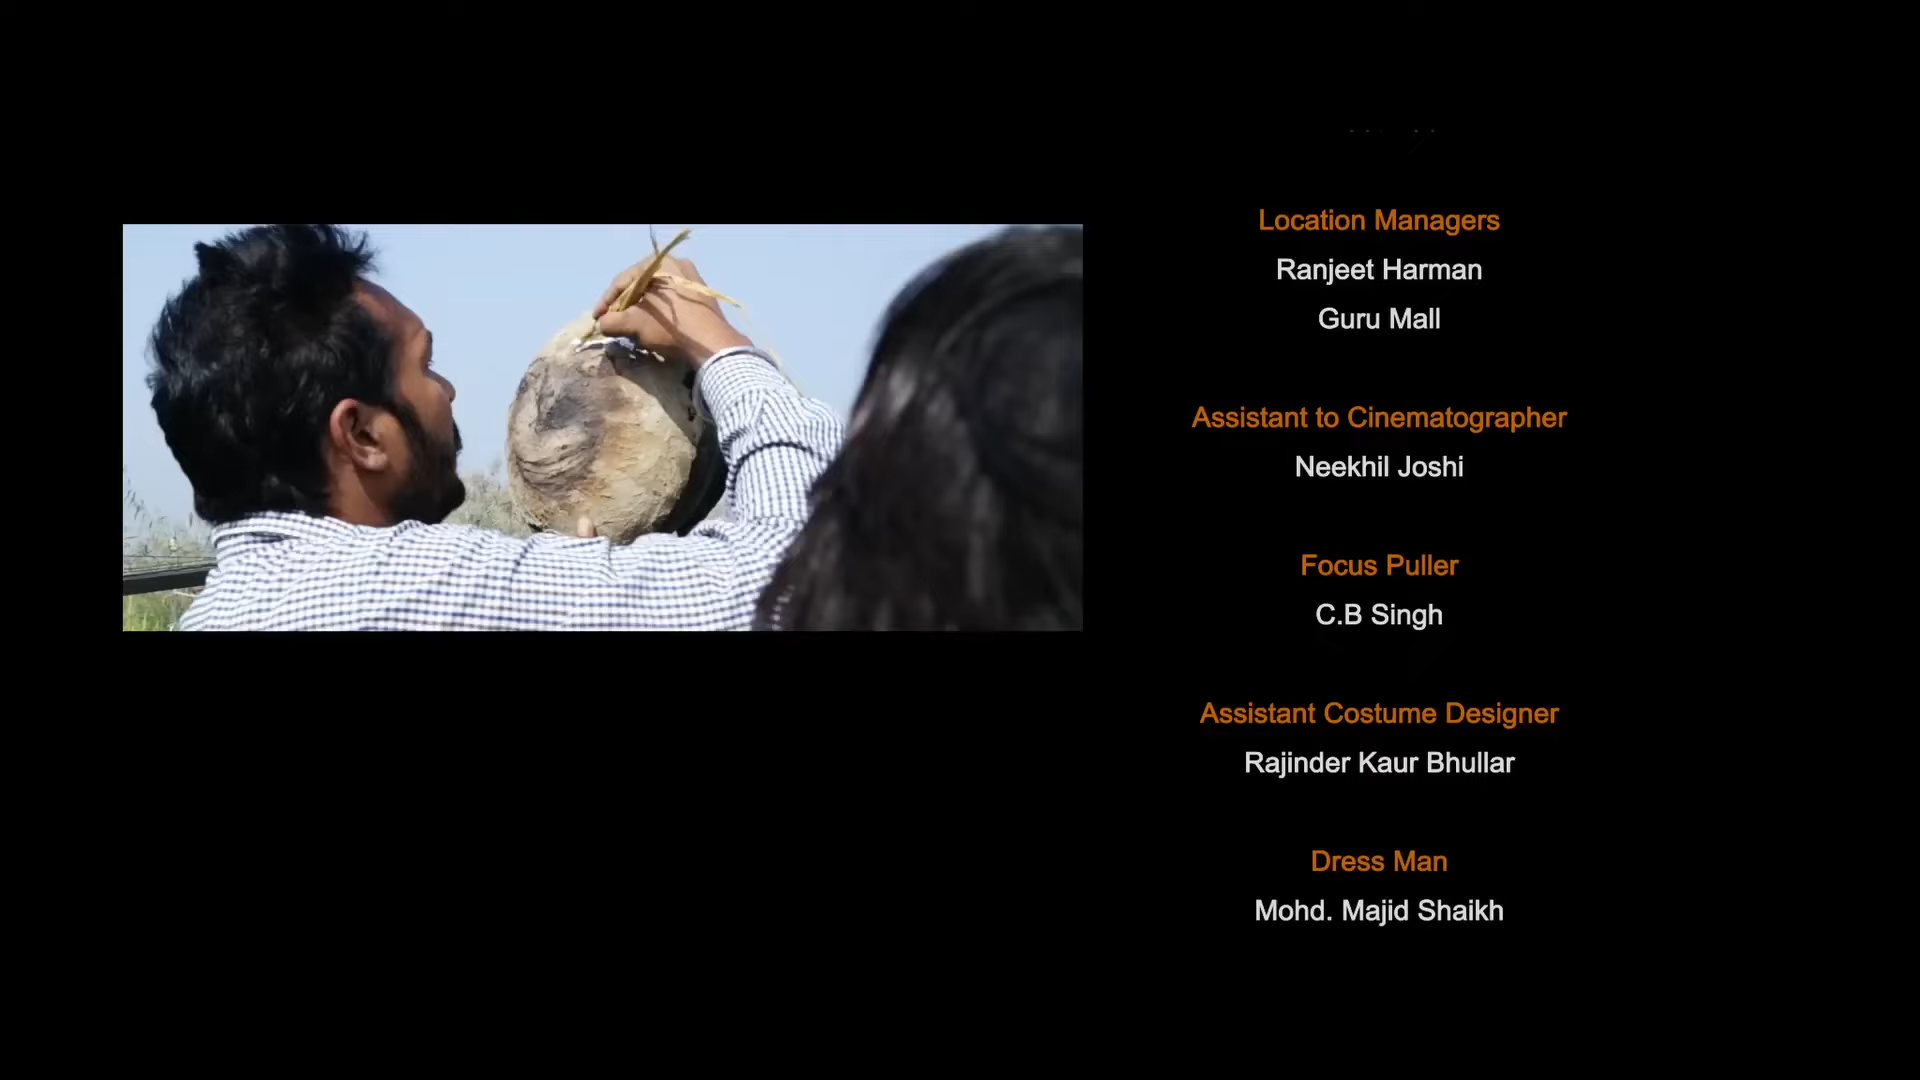 Location Managers
Ranjeet Harman
Guru Mall
Assistant to Cinematographer
Neekhil Joshi
Focus Puller
C.B Singh
Assistant Costume Designer
Rajinder Kaur Bhullar
Dress Man
Mohd. Majid Shaikh